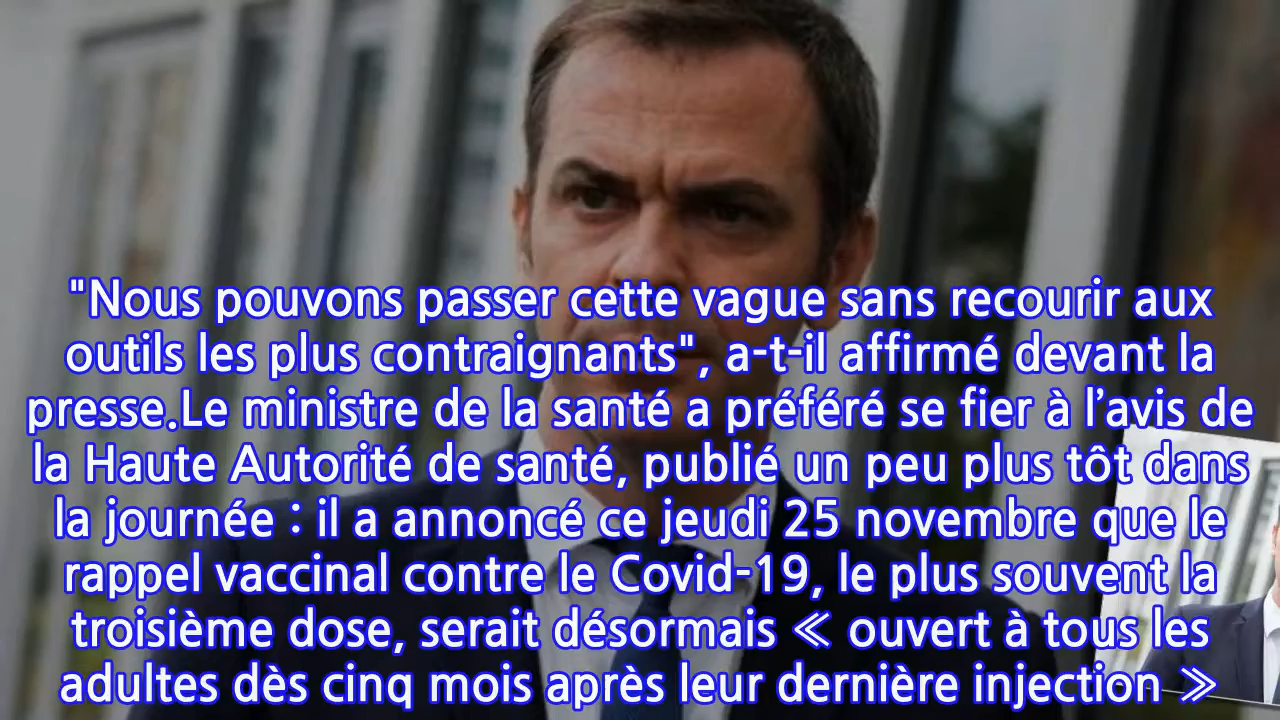 "Nous pouvons passer cette vague sans recourir aux
outils les plus contraignants", a-t-il affirmé devant la
presse.Le ministre de la santé a préféré se fier à l’avis de
la Haute Autorité de santé, publié un peu plus tôt dans
la journée : il a annoncé ce jeudi 25 novembre que le
rappel vaccinal contre le Covid-19, le plus souvent la
troisième dose, serait désormais ≪ ouvert à tous les
adultes dès cinq mois après leur dernière injection ≫